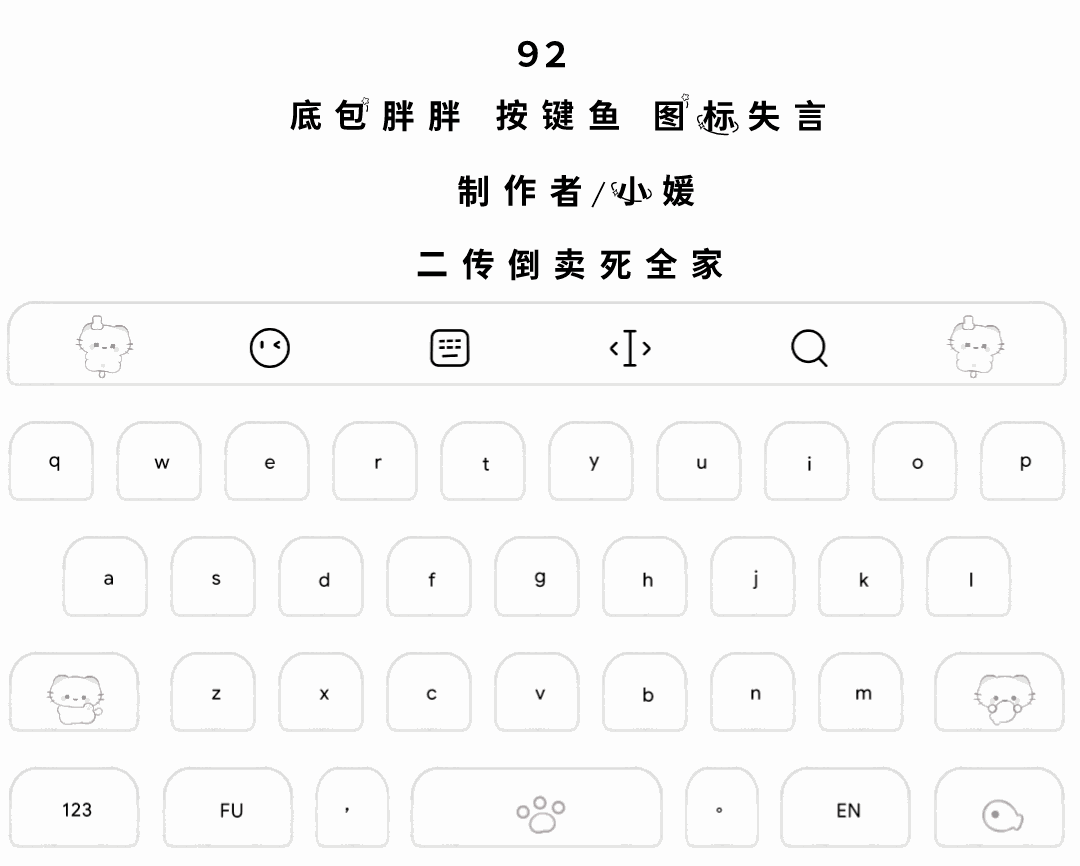 92
底包胖胖 按键鱼 图标失言
制作者/小媛
二传倒卖死全家
q w e r t y u i o p
a s d f g h j k l
z x c v b n m
123 FU , 。 EN